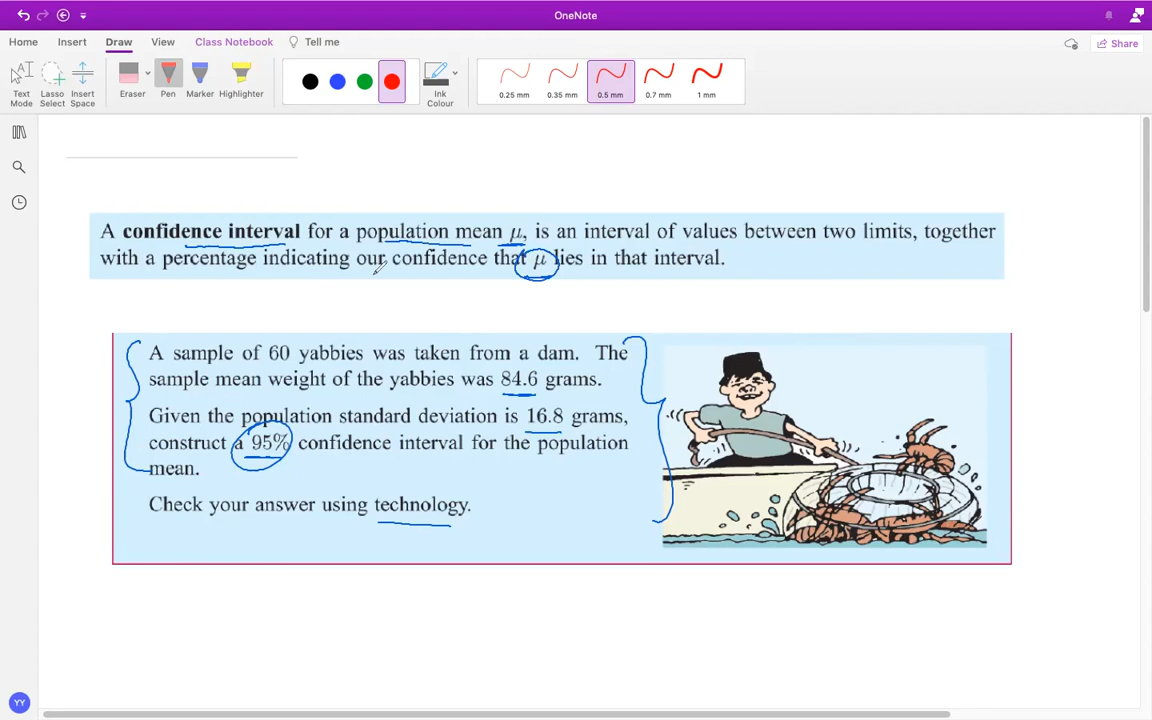 OneNote
Home Insert Draw View Class Notebook Tell me
Share
Text Mode
Lasso Select
Insert Space
Eraser
Pen
Marker
Highlighter
Ink Colour
0.25 mm
0.35 mm
0.5 mm
0.7 mm
1 mm
A confidence interval for a population mean μ, is an interval of values between two limits, together
with a percentage indicating our confidence that μ lies in that interval.
A sample of 60 yabbies was taken from a dam. The
sample mean weight of the yabbies was 84.6 grams.
Given the population standard deviation is 16.8 grams,
construct a 95% confidence interval for the population
mean.
Check your answer using technology.
YY